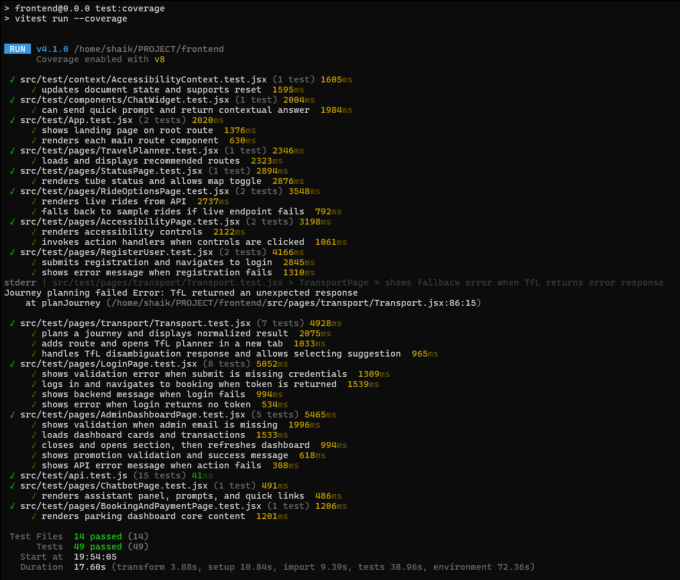 > frontend@0.0.0 test:coverage
> vitest run --coverage
RUN v4.1.0 /home/shaik/PROJECT/frontend
Coverage enabled with v8
✓ src/test/context/AccessibilityContext.test.jsx (1 test) 1605ms
✓ updates document state and supports reset 1595ms
✓ src/test/components/ChatWidget.test.jsx (1 test) 2004ms
✓ can send quick prompt and return contextual answer 1984ms
✓ src/test/App.test.jsx (2 tests) 2020ms
✓ shows landing page on root route 1376ms
✓ renders each main route component 630ms
✓ src/test/pages/TravelPlanner.test.jsx (1 test) 2346ms
✓ loads and displays recommended routes 2323ms
✓ src/test/pages/StatusPage.test.jsx (1 test) 2894ms
✓ renders tube status and allows map toggle 2876ms
✓ src/test/pages/RideOptionsPage.test.jsx (2 tests) 3548ms
✓ renders live rides from API 2737ms
✓ falls back to sample rides if live endpoint fails 792ms
✓ src/test/pages/AccessibilityPage.test.jsx (2 tests) 3198ms
✓ renders accessibility controls 2122ms
✓ invokes action handlers when controls are clicked 1061ms
✓ src/test/pages/RegisterUser.test.jsx (2 tests) 4166ms
✓ submits registration and navigates to login 2845ms
✓ shows error message when registration fails 1310ms
stderr | src/test/pages/transport/Transport.test.jsx > TransportPage > shows fallback error when TfL returns error response
Journey planning failed Error: TfL returned an unexpected response
at planJourney (/home/shaik/PROJECT/frontend/src/pages/transport/Transport.jsx:86:15)
✓ src/test/pages/transport/Transport.test.jsx (7 tests) 4928ms
✓ plans a journey and displays normalized result 2075ms
✓ adds route and opens TfL planner in a new tab 1033ms
✓ handles TfL disambiguation response and allows selecting suggestion 965ms
✓ src/test/pages/LoginPage.test.jsx (8 tests) 5052ms
✓ shows validation error when submit is missing credentials 1309ms
✓ logs in and navigates to booking when token is returned 1539ms
✓ shows backend message when login fails 994ms
✓ shows error when login returns no token 534ms
✓ src/test/pages/AdminDashboardPage.test.jsx (5 tests) 5465ms
✓ shows validation when admin email is missing 1996ms
✓ loads dashboard cards and transactions 1533ms
✓ closes and opens section, then refreshes dashboard 994ms
✓ shows promotion validation and success message 618ms
✓ shows API error message when action fails 308ms
✓ src/test/api.test.js (15 tests) 41ms
✓ src/test/pages/ChatbotPage.test.jsx (1 test) 491ms
✓ renders assistant panel, prompts, and quick links 486ms
✓ src/test/pages/BookingAndPaymentPage.test.jsx (1 test) 1206ms
✓ renders parking dashboard core content 1201ms
Test Files 14 passed (14)
Tests 49 passed (49)
Start at 19:54:05
Duration 17.60s (transform 3.88s, setup 10.84s, import 9.39s, tests 38.96s, environment 72.36s)